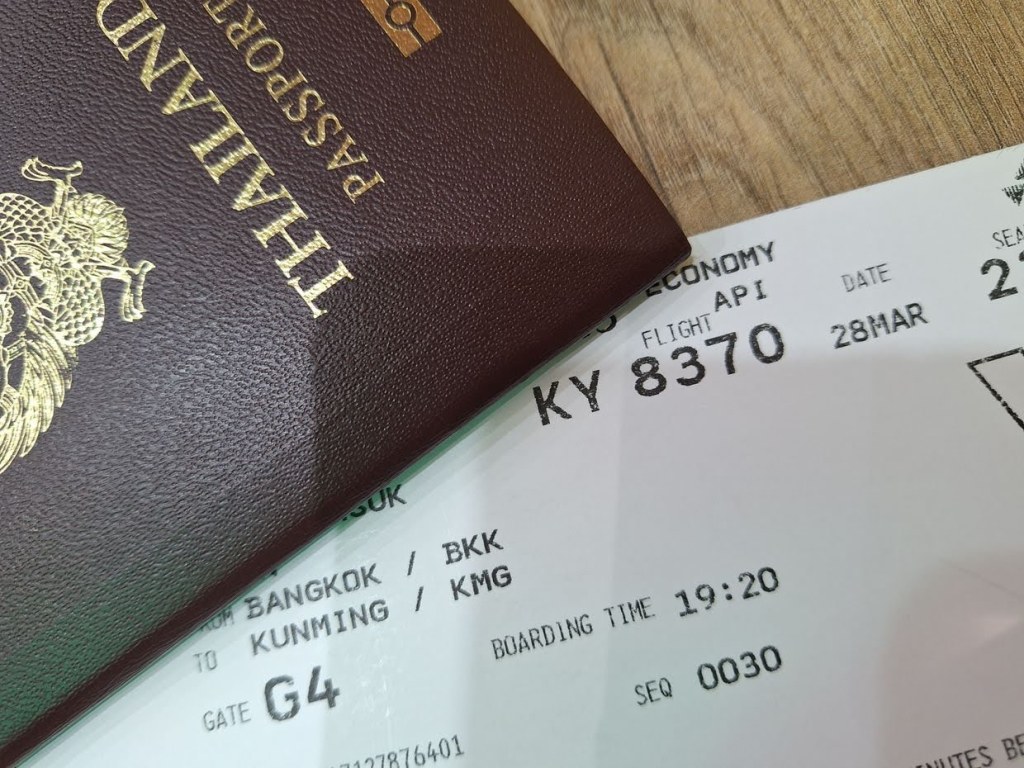 THAILAND
PASSPORT
ECONOMY
API
FLIGHT
DATE
KY 8370
28MAR
BANGKOK / BKK
TO KUNMING / KMG
GATE G4
BOARDING TIME 19:20
SEQ 0030